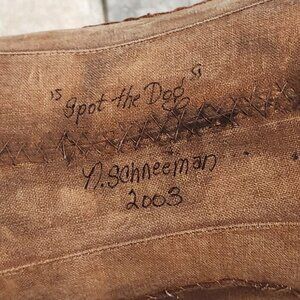 "Spot the Dog"
N. Schneeman
2003